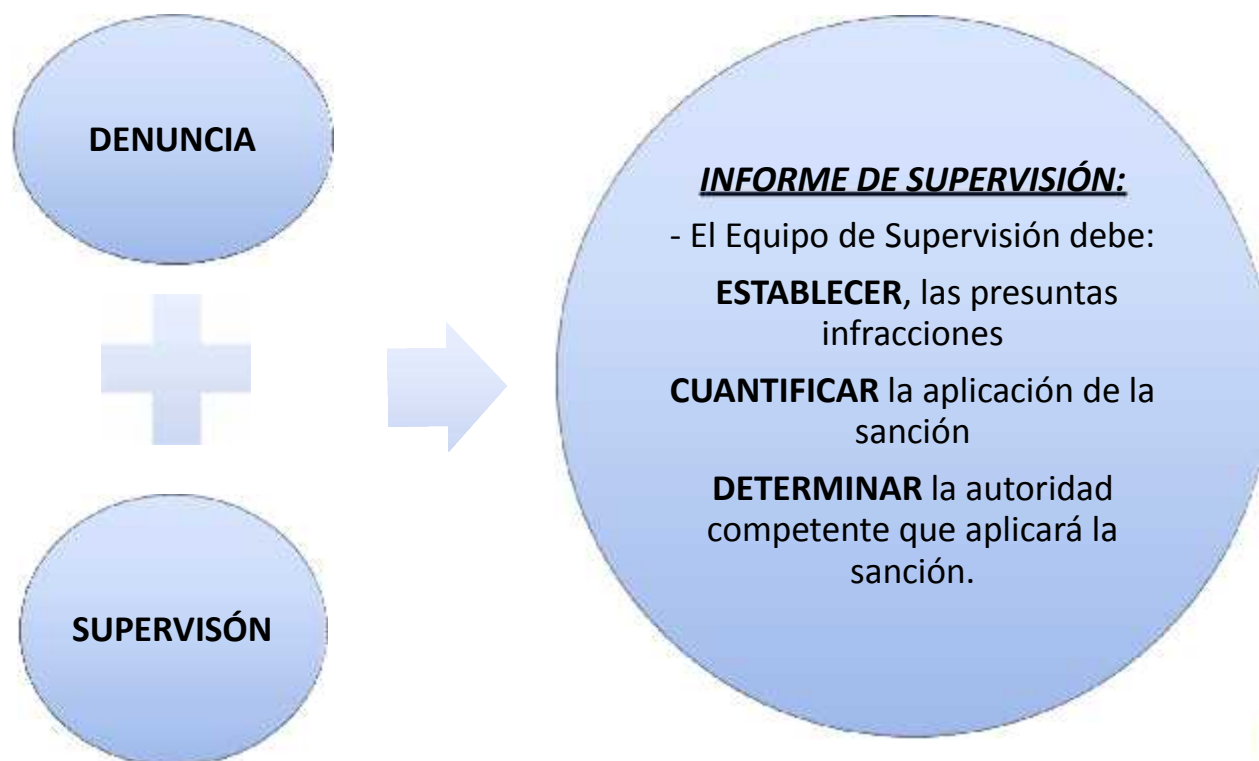 DENUNCIA
SUPERVISÓN
INFORME DE SUPERVISIÓN:
- El Equipo de Supervisión debe:
ESTABLECER, las presuntas
infracciones
CUANTIFICAR la aplicación de la
sanción
DETERMINAR la autoridad
competente que aplicará la
sanción.